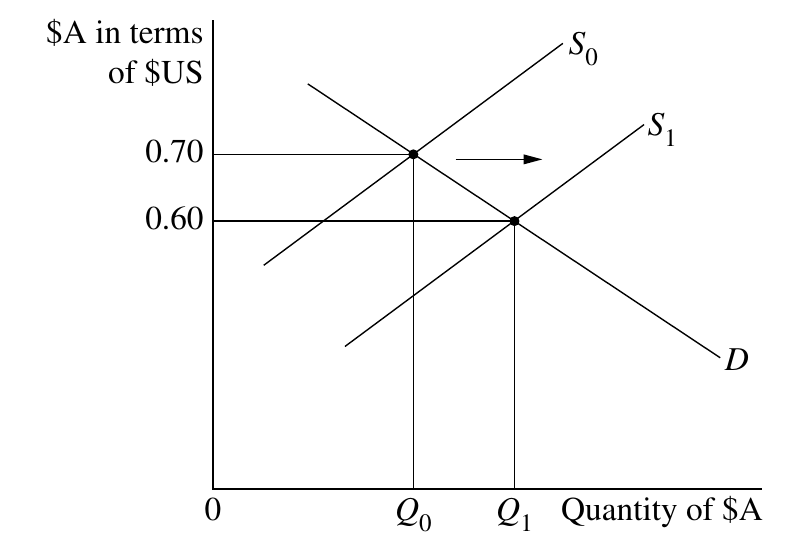 $A in terms
of $US
S0
S1
0.70
0.60
D
0
Q0
Q1
Quantity of $A